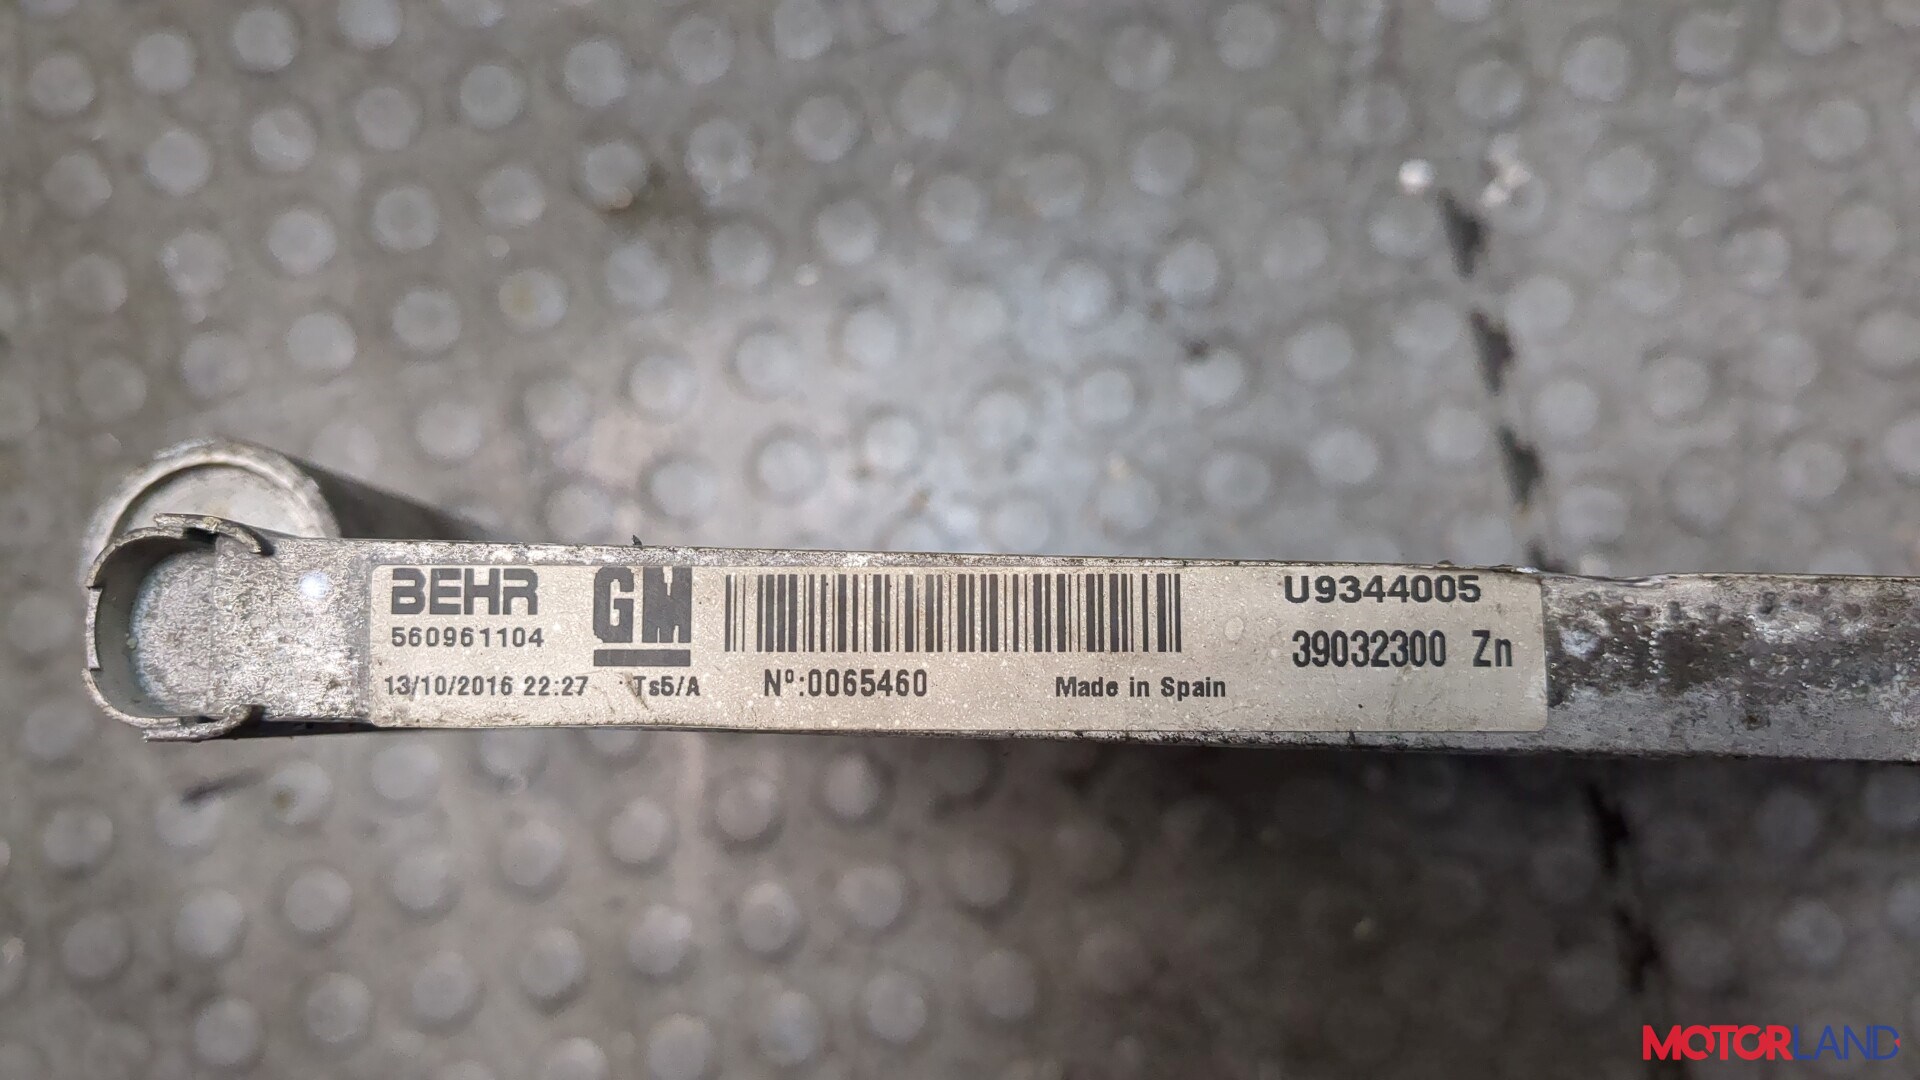 BEHR
560961104
13/10/2016 22:27 Ts5/A
GM
Nº:0065460
Made in Spain
U9344005
39032300 Zn
MOTORLAND